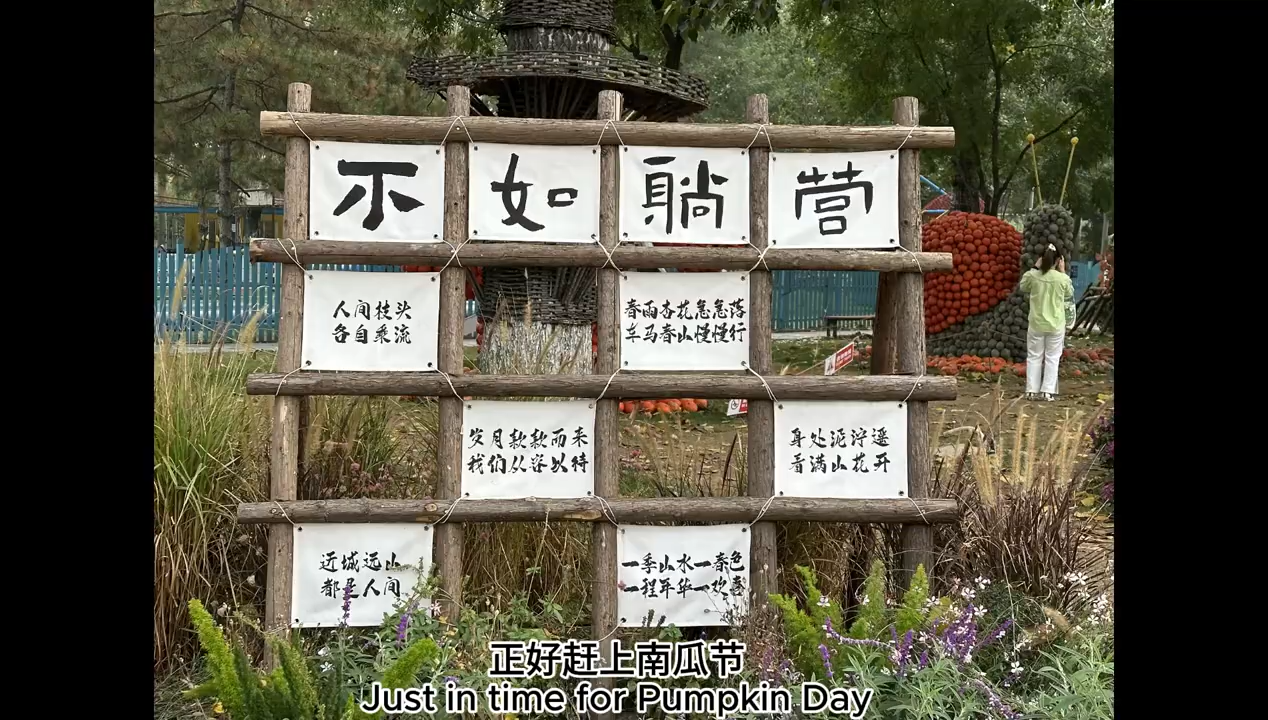 不如躺营
人间枝头
各自乘流
春雨杏花急急落
车马春山慢慢行
岁月款款而来
我们从容以待
身处泥泞遥
看满山花开
近城远山
都是人间
一季山水一春色
一程年华一欢喜
正好赶上南瓜节
Just in time for Pumpkin Day